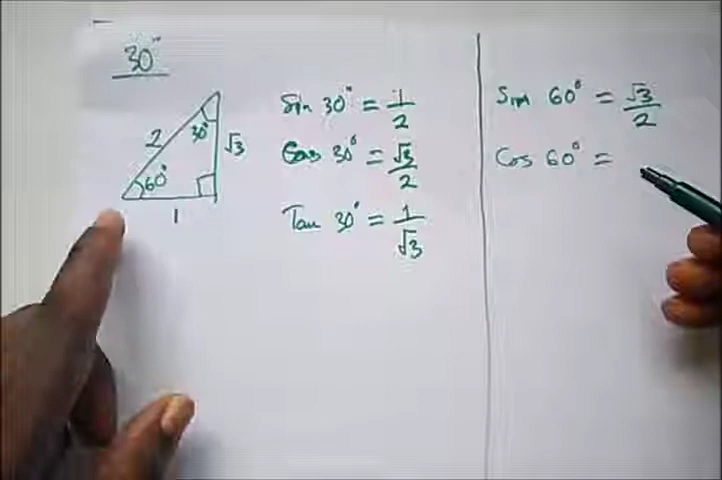 30°
2
30°
√3
60°
1
Sin 30° = 1/2
Cos 30° = √3/2
Tan 30° = 1/√3
Sin 60° = √3/2
Cos 60° =